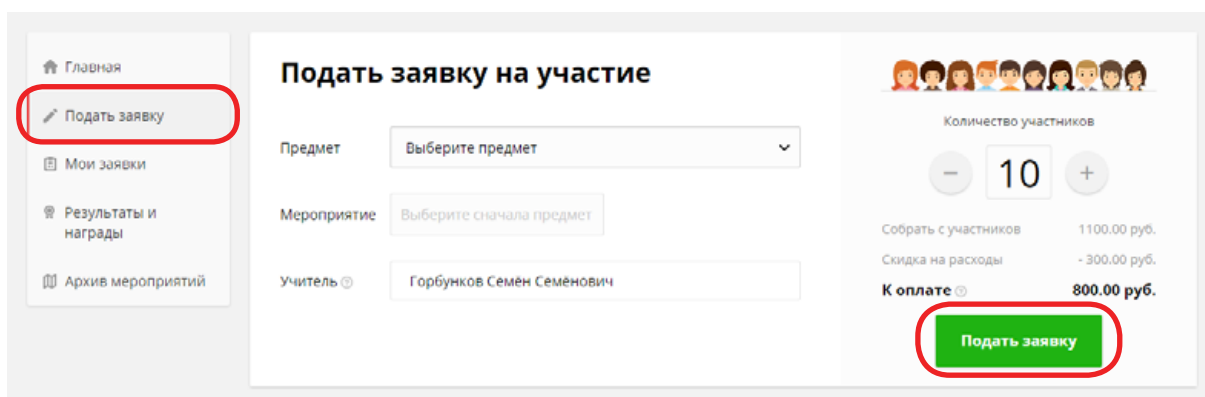 Главная
Подать заявку
Мои заявки
Результаты и
награды
Архив мероприятий
Подать заявку на участие
Предмет
Выберите предмет
Мероприятие
Выберите сначала предмет
Учитель ?
Горбунков Семён Семёнович
Количество участников
− 10 +
Собрать с участников 1100.00 руб.
Скидка на расходы - 300.00 руб.
К оплате ? 800.00 руб.
Подать заявку